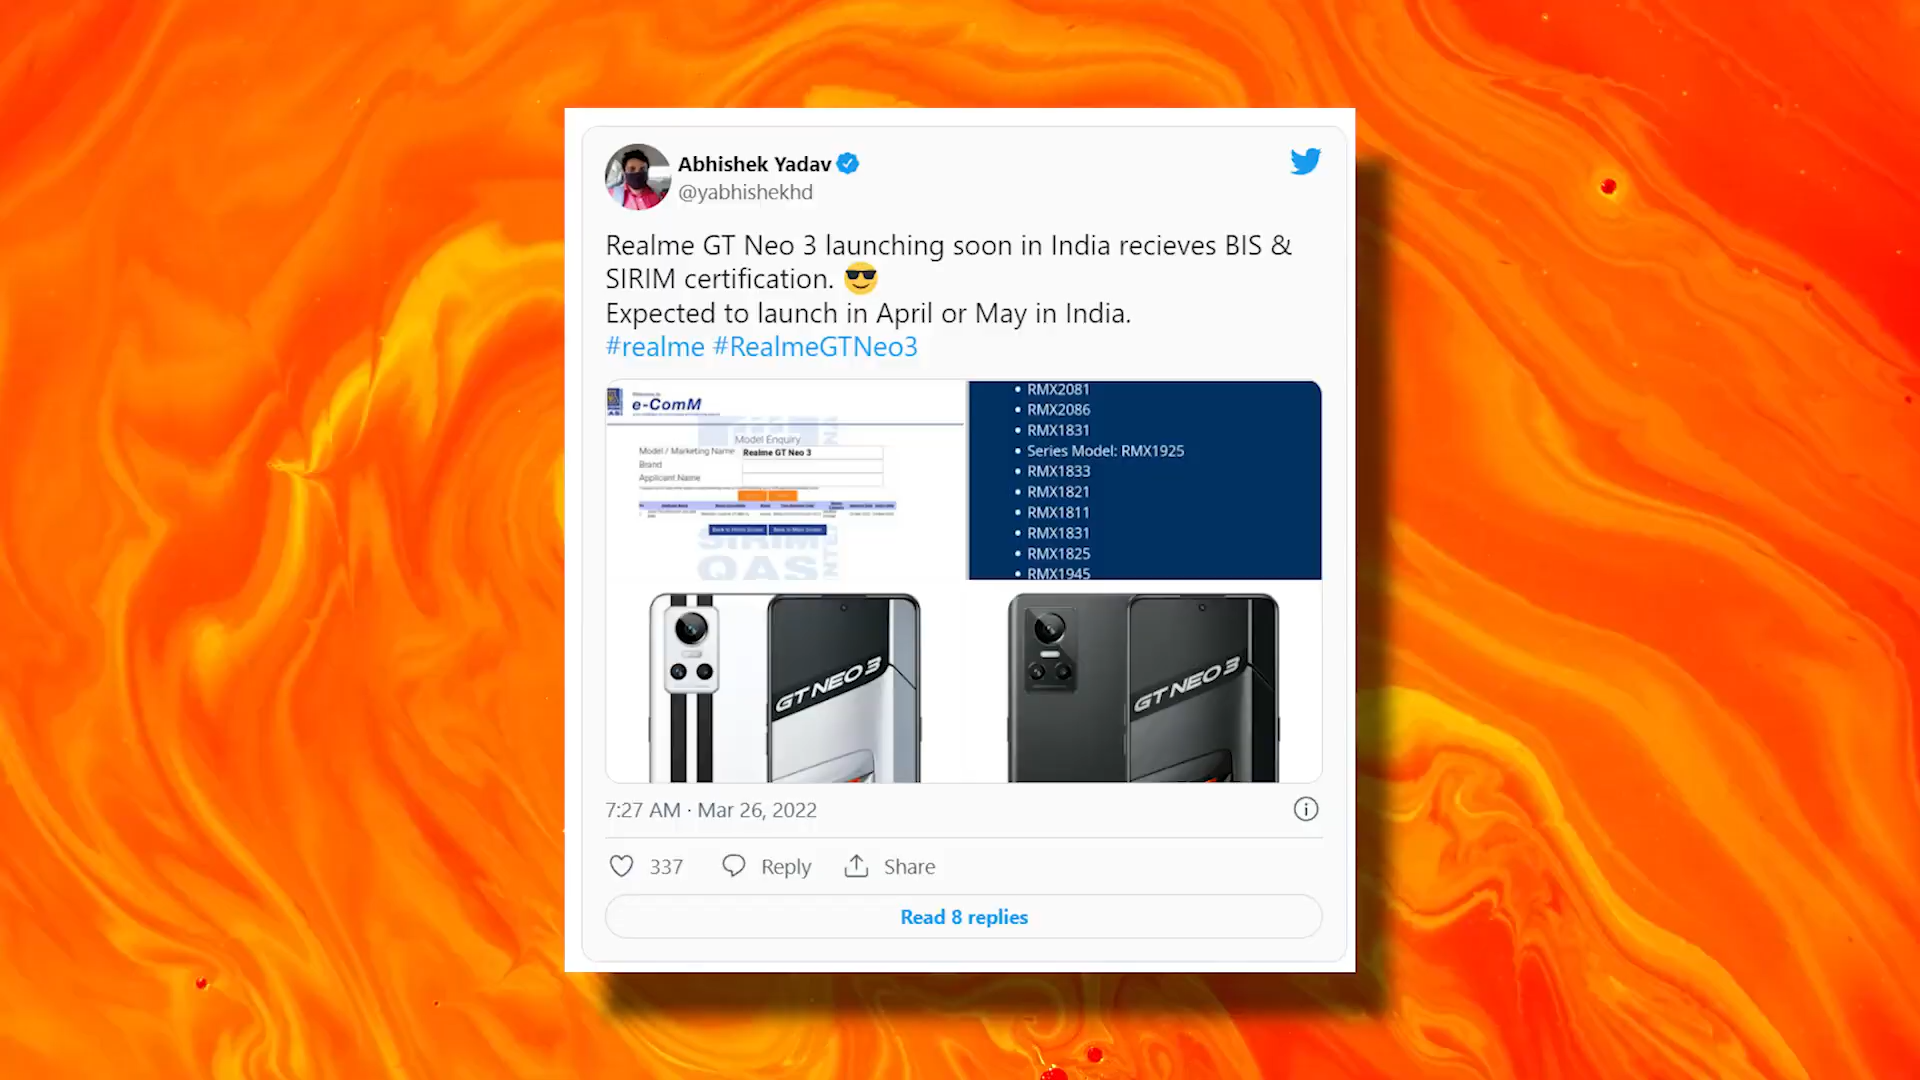 Abhishek Yadav
@yabhishekhd
Realme GT Neo 3 launching soon in India recieves BIS &
SIRIM certification. 😎
Expected to launch in April or May in India.
#realme #RealmeGTNeo3
e-ComM
Model Enquiry
Model / Marketing Name Realme GT Neo 3
Brand
Applicant Name
SIRIM
QAS
RMX2081
RMX2086
RMX1831
Series Model: RMX1925
RMX1833
RMX1821
RMX1811
RMX1831
RMX1825
RMX1945
GT NEO 3
GT NEO 3
7:27 AM · Mar 26, 2022
337 Reply Share
Read 8 replies